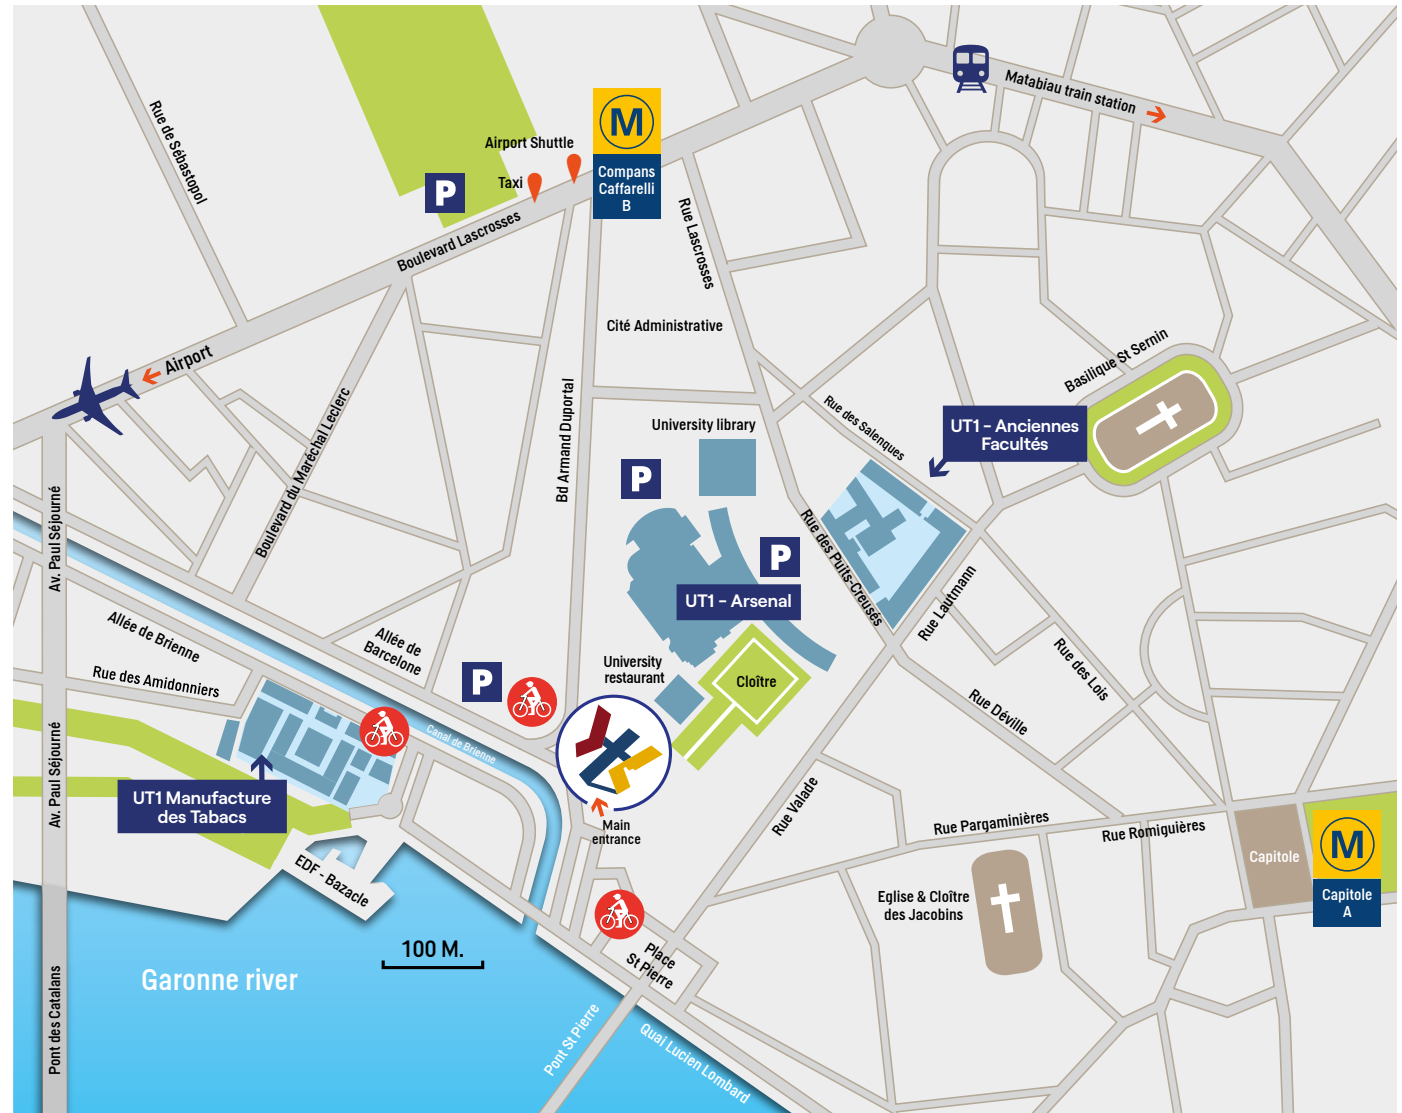 Matabiau train station
Rue de Sébastopol
M
Compans
Caffarelli
B
Airport Shuttle
Taxi
P
Boulevard Lascrosses
Rue Lascrosses
Cité Administrative
Airport
Basilique St Sernin
Boulevard du Maréchal Leclerc
Bd Armand Duportal
University library
Rue des Salenques
UT1 - Anciennes
Facultés
P
Av. Paul Séjourné
Rue des Puits-Creusés
P
UT1 - Arsenal
Rue Lautmann
Allée de Brienne
Allée de
Barcelone
Rue des Amidonniers
P
University
restaurant
Cloître
Rue des Lois
Rue Déville
Canal de Brienne
Av. Paul Séjourné
UT1 Manufacture
des Tabacs
Main
entrance
Rue Valade
Rue Pargaminières
Rue Romiguières
Capitole
M
Capitole
A
EDF - Bazacle
Eglise & Cloître
des Jacobins
100 M.
Place
St Pierre
Garonne river
Pont des Catalans
Pont St Pierre
Quai Lucien Lombard